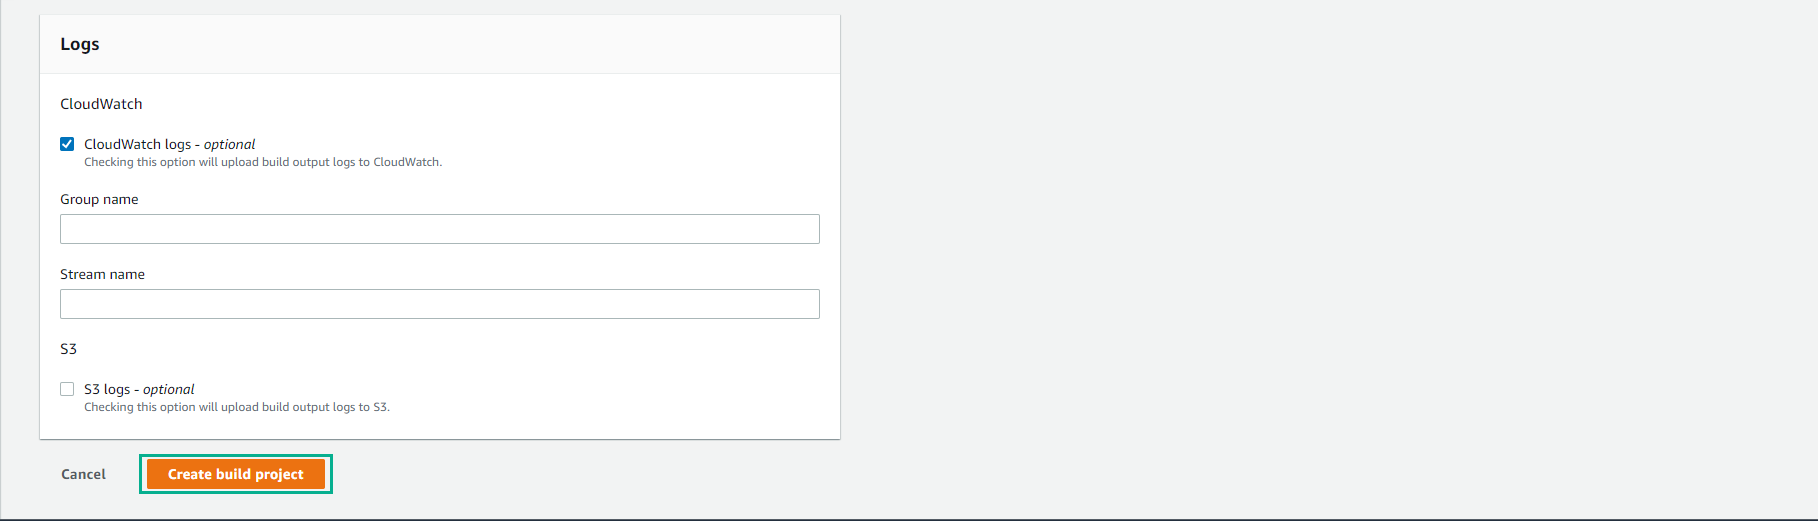 Logs
CloudWatch
CloudWatch logs - optional
Checking this option will upload build output logs to CloudWatch.
Group name
Stream name
S3
S3 logs - optional
Checking this option will upload build output logs to S3.
Cancel Create build project